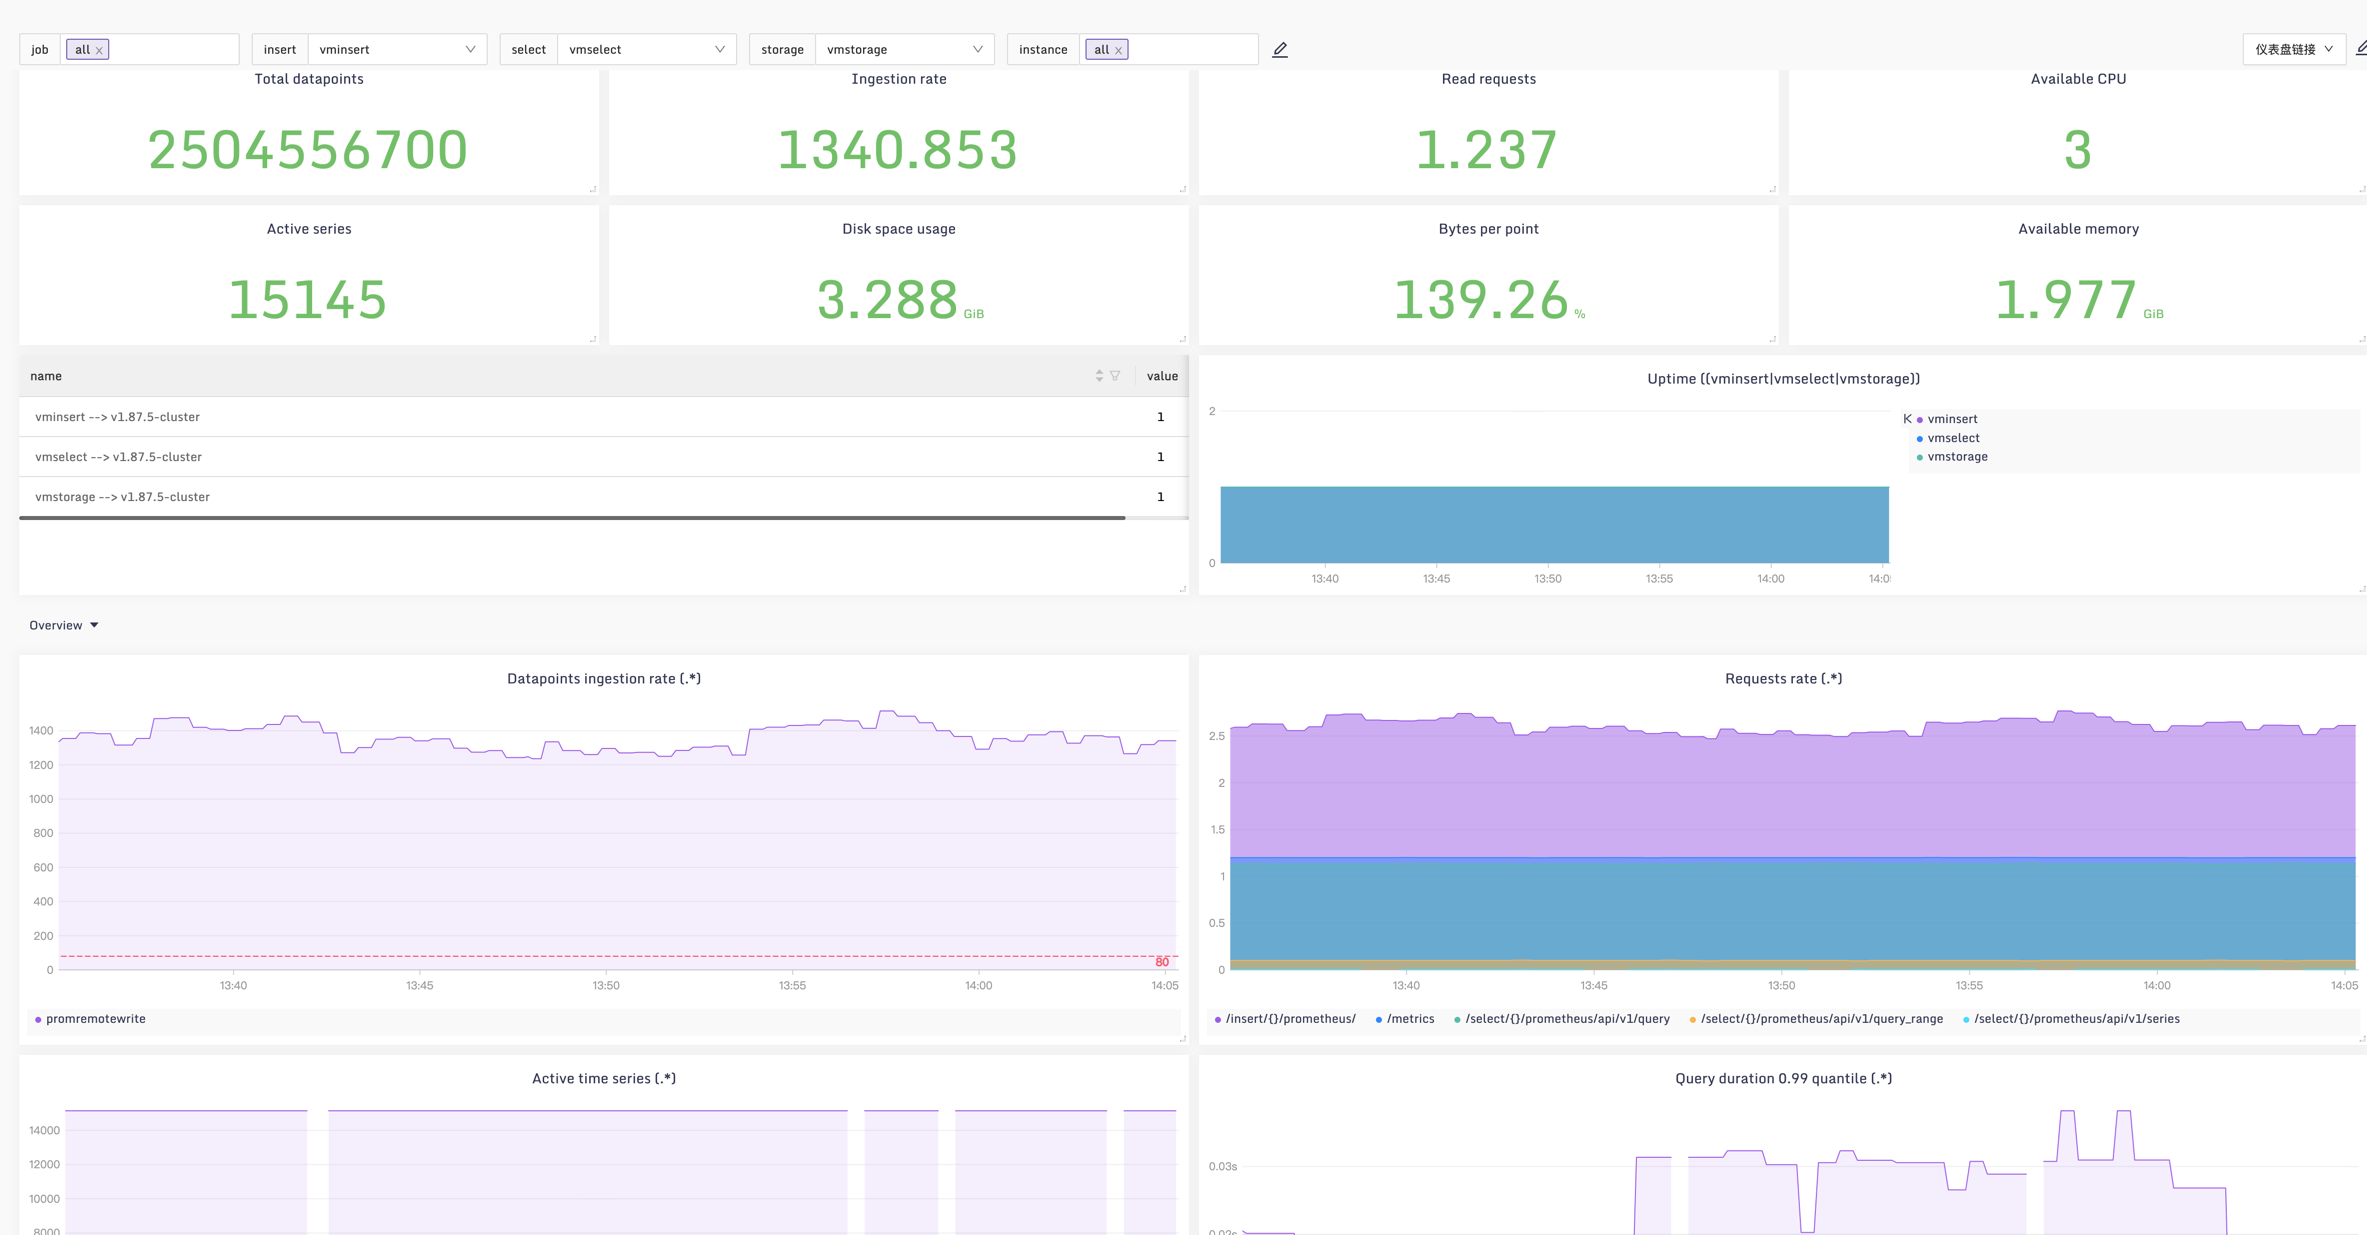 job all insert vminsert select vmselect storage vmstorage instance all 仪表盘链接
Total datapoints
2504556700
Ingestion rate
1340.853
Read requests
1.237
Available CPU
3
Active series
15145
Disk space usage
3.288 GiB
Bytes per point
139.26 %
Available memory
1.977 GiB
name value
vminsert --> v1.87.5-cluster 1
vmselect --> v1.87.5-cluster 1
vmstorage --> v1.87.5-cluster 1
Uptime ((vminsert|vmselect|vmstorage))
2
0
13:40 13:45 13:50 13:55 14:00 14:0
vminsert
vmselect
vmstorage
Overview
Datapoints ingestion rate (.*)
1400
1200
1000
800
600
400
200
0
80
13:40 13:45 13:50 13:55 14:00 14:05
promremotewrite
Requests rate (.*)
2.5
2
1.5
1
0.5
0
13:40 13:45 13:50 13:55 14:00 14:05
/insert/{}/prometheus/ /metrics /select/{}/prometheus/api/v1/query /select/{}/prometheus/api/v1/query_range /select/{}/prometheus/api/v1/series
Active time series (.*)
14000
12000
10000
8000
Query duration 0.99 quantile (.*)
0.03s
0.02s